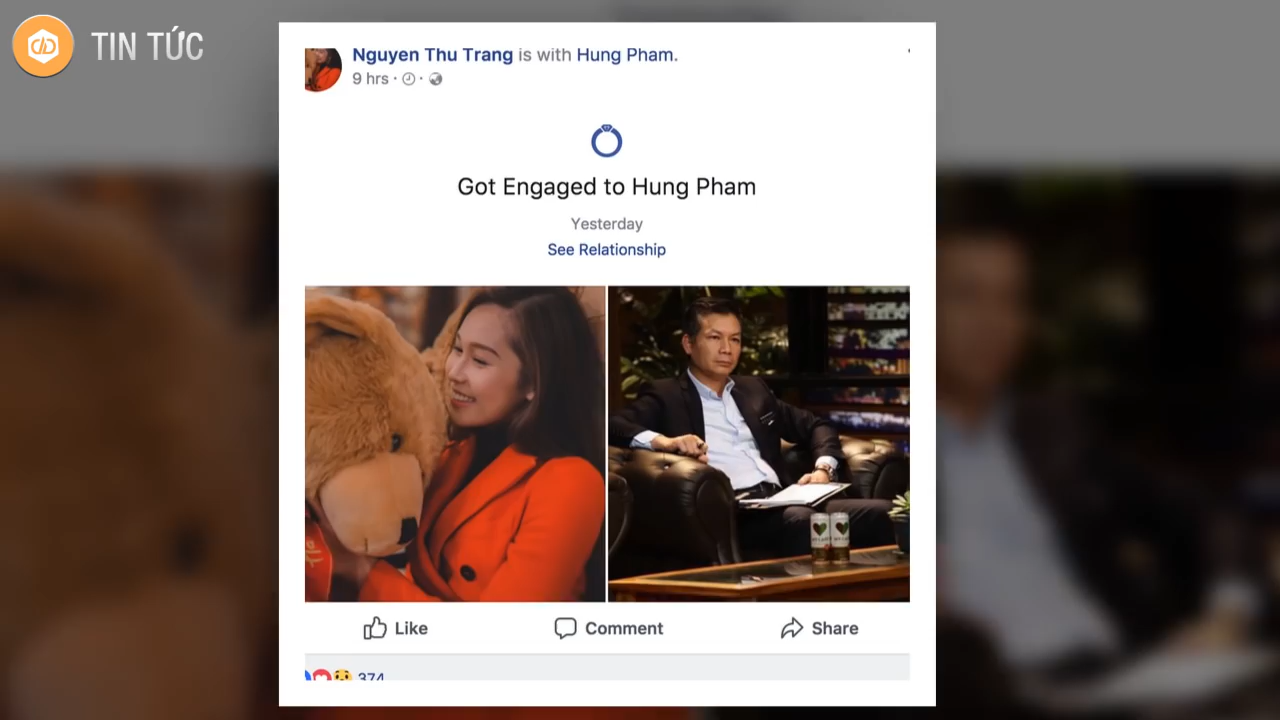 TIN TỨC
Nguyen Thu Trang is with Hung Pham.
9 hrs · ·
Got Engaged to Hung Pham
Yesterday
See Relationship
Like Comment Share
374